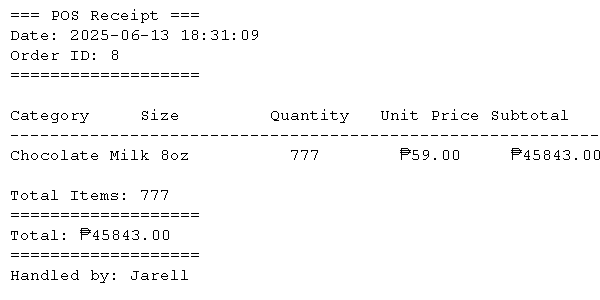 === POS Receipt ===
Date: 2025-06-13 18:31:09
Order ID: 8
===================
Category     Size         Quantity   Unit Price Subtotal
-----------------------------------------------------------
Chocolate Milk 8oz          777        ₱59.00     ₱45843.00
Total Items: 777
===================
Total: ₱45843.00
===================
Handled by: Jarell